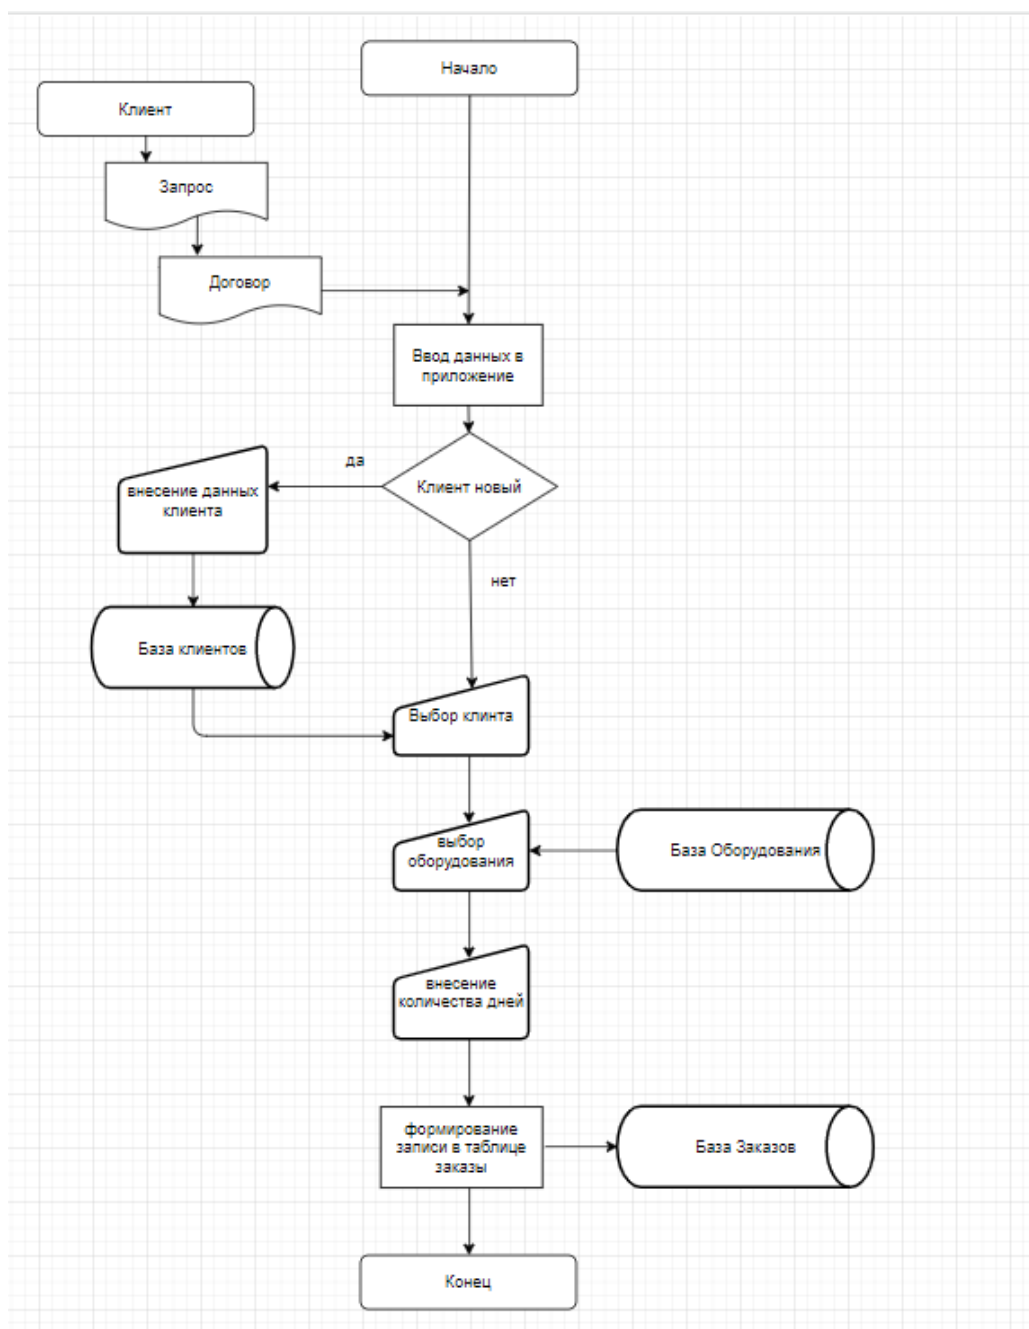 Начало
Клиент
Запрос
Договор
Ввод данных в
приложение
да
Клиент новый
внесение данных
клиента
нет
База клиентов
Выбор клинта
выбор
оборудования
База Оборудования
внесение
количества дней
формирование
записи в таблице
заказы
База Заказов
Конец